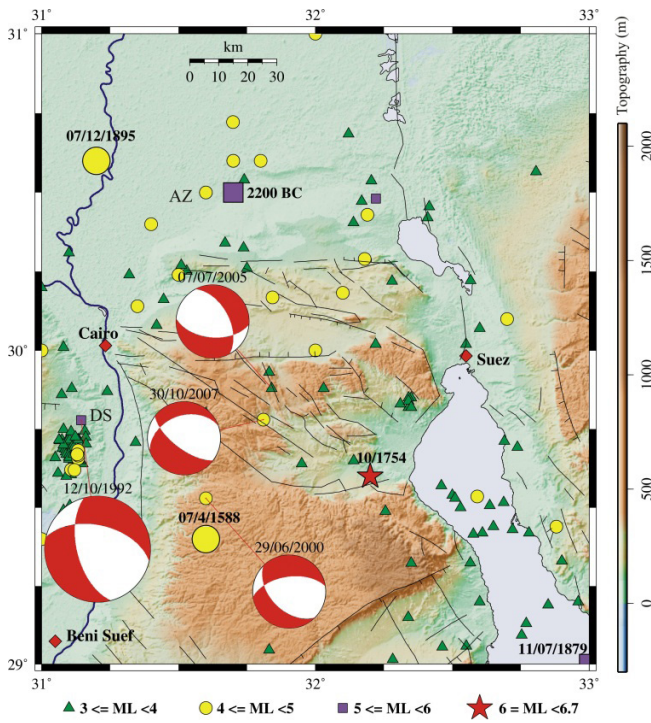 31°
32°
33°
31°
31°
km
0 10 20 30
07/12/1895
AZ
2200 BC
07/07/2005
Cairo
30°
30°
Suez
30/10/2007
DS
10/1754
12/10/1992
07/4/1588
29/06/2000
Beni Suef
11/07/1879
29°
29°
31°
32°
33°
Topography (m)
2000
1500
1000
500
0
3 <= ML <4
4 <= ML <5
5 <= ML <6
6 = ML <6.7